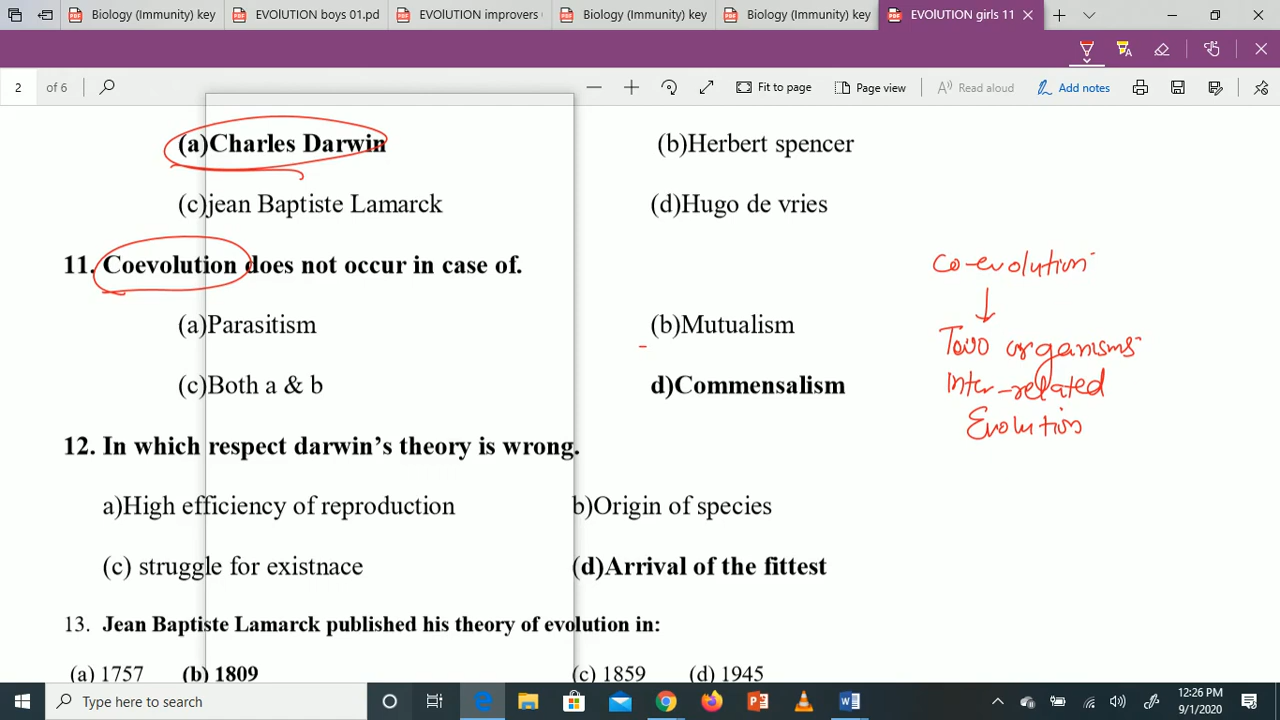 Biology (Immunity) key
EVOlUTION boys 01.pd
EVOlUTION improvers
Biology (Immunity) key
Biology (Immunity) key
EVOlUTION girls 11
2 of 6
Fit to page
Page view
Read aloud
Add notes
(a)Charles Darwin (b)Herbert spencer
(c)jean Baptiste Lamarck (d)Hugo de vries
11. Coevolution does not occur in case of.
(a)Parasitism (b)Mutualism
(c)Both a & b d)Commensalism
co-evolution
Two organisms
Inter-related
Evolution
12. In which respect darwin's theory is wrong.
a)High efficiency of reproduction b)Origin of species
(c) struggle for existnace (d)Arrival of the fittest
13. Jean Baptiste Lamarck published his theory of evolution in:
(a) 1757 (b) 1809 (c) 1859 (d) 1945
Type here to search
12:26 PM
9/1/2020